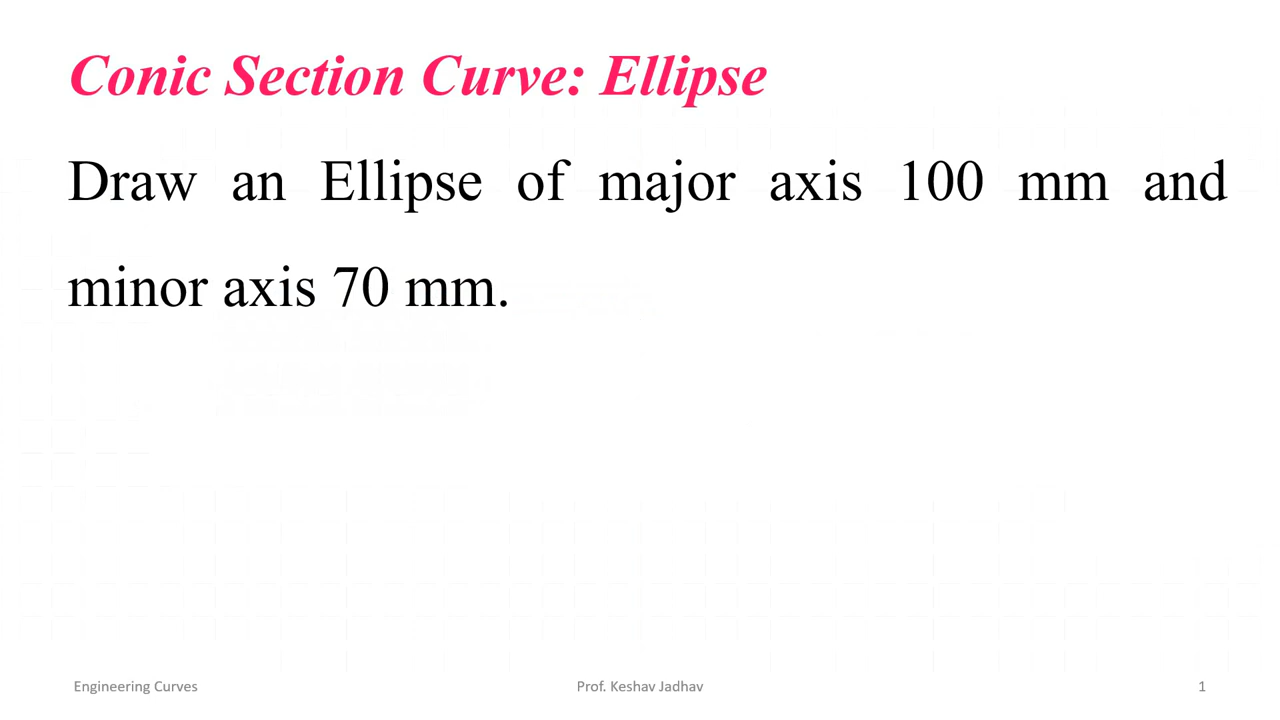 Conic Section Curve: Ellipse
Draw an Ellipse of major axis 100 mm and
minor axis 70 mm.
Engineering Curves
Prof. Keshav Jadhav
1